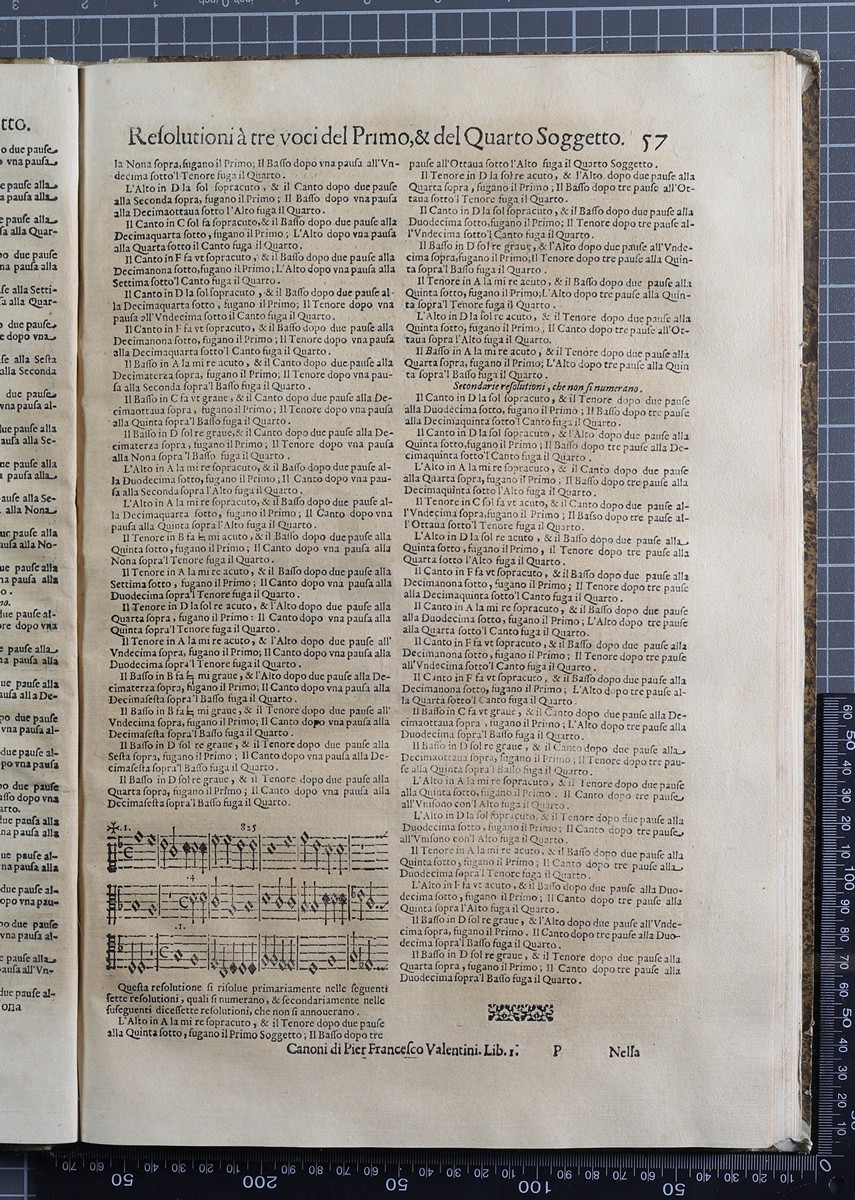 Resolutioni à tre voci del Primo, & del Quarto Soggetto. 57
la Nona sopra, fugano il Primo; Il Basso dopo vna pausa all'Vn-
decima sotto'l Tenore fuga il Quarto.
L'Alto in D la sol sopracuto, & il Canto dopo due pause
alla Seconda sopra, fugano il Primo; Il Basso dopo vna pausa
alla Decimaottaua sotto l'Alto fuga il Quarto.
Il Canto in C sol fa sopracuto,& il Basso dopo due pause alla
Decimaquarta sotto, fugano il Primo; L'Alto dopo vna pausa
alla Quarta sotto il Canto fuga il Quarto.
Il Canto in F fa vt sopracuto, & il Basso dopo due pause alla
Decimanona sotto,fugano il Primo; L'Alto dopo vna pausa alla
Settima sotto'l Canto fuga il Quarto.
Il Canto in D la sol sopracuto, & il Basso dopo due pause al-
la Decimaquarta sotto, fugano il Primo; Il Tenore dopo vna
pausa all'Vndecima sotto il Canto fuga il Quarto.
Il Canto in F fa vt sopracuto, & il Basso dopo due pause alla
Decimanona sotto, fugano il Primo; Il Tenore dopo vna pausa
alla Decimaquarta sotto'l Canto fuga il Quarto.
Il Basso in A la mi re acuto, & il Canto dopo due pause alla
Decimaterza sopra, fugano il Primo; Il Tenore dopo vna pau-
sa alla Seconda sopra'l Basso fuga il Quarto.
Il Basso in C fa vt graue, & il Canto dopo due pause alla De-
cimaottaua sopra, fugano il Primo; Il Tenore dopo vna pausa
alla Quinta sopra'l Basso fuga il Quarto.
Il Basso in D sol re graue,& il Canto dopo due pause alla De-
cimaterza sopra, fugano il Primo; Il Tenore dopo vna pausa
alla Nona sopra'l Basso fuga il Quarto.
L'Alto in A la mi re sopracuto, & il Basso dopo due pause al-
la Duodecima sotto, fugano il Primo; Il Canto dopo vna pau-
sa alla Seconda sopra l'Alto fuga il Quarto.
L'Alto in A la mi re sopracuto, & il Basso dopo due pause al-
la Decimaquarta sotto, fugano il Primo; Il Canto dopo vna
pausa alla Quinta sopra l'Alto fuga il Quarto.
Il Tenore in B fa ♮ mi acuto, & il Basso dopo due pause alla
Quinta sotto, fugano il Primo; Il Canto dopo vna pausa alla
Nona sopra'l Tenore fuga il Quarto.
Il Tenore in A la mi re acuto, & il Basso dopo due pause alla
Settima sotto, fugano il Primo; Il Canto dopo vna pausa alla
Duodecima sopra'l Tenore fuga il Quarto.
Il Tenore in D la sol re acuto, & l'Alto dopo due pause alla
Quarta sopra, fugano il Primo: Il Canto dopo vna pausa alla
Quinta sopra'l Tenore fuga il Quarto.
Il Tenore in A la mi re acuto, & l'Alto dopo due pause all'
Vndecima sopra, fugano il Primo; Il Canto dopo vna pausa alla
Duodecima sopra'l Tenore fuga il Quarto.
Il Basso in B fa ♮ mi graue, & l'Alto dopo due pause alla De-
cimaterza sopra, fugano il Primo; Il Canto dopo vna pausa alla
Decimasesta sopra'l Basso fuga il Quarto.
Il Basso in B fa ♮ mi graue, & il Tenore dopo due pause all'
Vndecima sopra, fugano il Primo; Il Canto dopo vna pausa alla
Decimasesta sopra'l Basso fuga il Quarto.
Il Basso in D sol re graue, & il Tenore dopo due pause alla
Sesta sopra, fugano il Primo; Il Canto dopo vna pausa alla De-
cimasesta sopra'l Basso fuga il Quarto.
Il Basso in D sol re graue, & il Tenore dopo due pause alla
Quarta sopra, fugano il Primo; Il Canto dopo vna pausa alla
Decimasesta sopra'l Basso fuga il Quarto.
825
Questa resolutione si risolue primariamente nelle seguenti
sette resolutioni, quali si numerano, & secondariamente nelle
susseguenti dicessette resolutioni, che non si annouerano.
L'Alto in A la mi re sopracuto, & il Tenore dopo due pause
alla Quinta sotto, fugano il Primo Soggetto; Il Basso dopo tre
pause all'Ottaua sotto l'Alto fuga il Quarto Soggetto.
Il Tenore in D la sol re acuto, & l'Alto. dopo due pause alla
Quarta sopra, fugano il Primo; Il Basso dopo tre pause all'Ot-
taua sotto'l Tenore fuga il Quarto.
Il Canto in D la sol sopracuto, & l'Alto dopo due pause alla
Duodecima sotto,fugano il Primo; Il Tenore dopo tre pause al-
l'Vndecima sotto'l Canto fuga il Quarto.
Il Basso in D sol re graue, & l'Alto dopo due pause all'Vnde-
cima sopra,fugano il Primo; Il Tenore dopo tre pause alla Quin-
ta sopra'l Basso fuga il Quarto.
Il Tenore in A la mi re acuto, & il Basso dopo due pause alla
Quinta sotto, fugano il Primo;L'Alto dopo tre pause alla Quin-
ta sopra'l Tenore fuga il Quarto.
L'Alto in D la sol re acuto, & il Tenore dopo due pause alla
Quinta sotto, fugano il Primo; Il Canto dopo tre pause all'Ot-
taua sopra l'Alto fuga il Quarto.
Il Basso in A la mi re acuto, & il Tenore dopo due pause alla
Quarta sopra, fugano il Primo; L'Alto dopo tre pause alla Quin
ta sopra'l Basso fuga il Quarto.
Secondarie resolutioni, che non si numerano.
Il Canto in D la sol sopracuto, & il Tenore dopo due pause
alla Duodecima sotto, fugano il Primo; Il Basso dopo tre pause
alla Decimaquinta sotto'l Canto fuga il Quarto.
Il Canto in D la sol sopracuto, & l'Alto dopo due pause alla
Quinta sotto,fugano il Primo; Il Basso dopo tre pause alla De-
cimaquinta sotto'l Canto fuga il Quarto.
L'Alto in A la mi re sopracuto, & il Canto dopo due pause
alla Quarta sopra, fugano il Primo; Il Basso dopo tre pause alla
Decimaquinta sotto'l Alto fuga il Quarto.
Il Tenore in C sol fa vt acuto, & il Canto dopo due pause al-
l'Vndecima sopra, fugano il Primo; Il Basso dopo tre pause al-
l'Ottaua sotto'l Tenore fuga il Quarto.
L'Alto in D la sol re acuto, & il Basso dopo due pause alla
Quinta sotto, fugano il Primo, il Tenore dopo tre pause alla
Quarta sotto l'Alto fuga il Quarto.
Il Canto in F fa vt sopracuto, & il Basso dopo due pause alla
Decimanona sotto, fugano il Primo; Il Tenore dopo tre pause
alla Decimaquinta sotto'l Canto fuga il Quarto.
Il Canto in A la mi re sopracuto, & il Basso dopo due pause
alla Duodecima sotto, fugano il Primo; L'Alto dopo tre pause
alla Quarta sotto'l Canto fuga il Quarto.
Il Canto in F fa vt sopracuto, & il Basso dopo due pause alla
Decimanona sotto, fugano il Primo; Il Tenore dopo tre pause
all'Vndecima sotto'l Canto fuga il Quarto.
Il Canto in F fa vt sopracuto, & il Basso dopo due pause alla
Decimanona sotto, fugano il Primo; L'Alto dopo tre pause al-
la Quarta sotto'l Canto fuga il Quarto.
Il Basso in C fa vt graue, & il Canto dopo due pause alla De-
cimaottaua sopra, fugano il Primo; L'Alto dopo tre pause alla
Duodecima sopra'l Basso fuga il Quarto.
Il Basso in D sol re graue, & il Canto dopo due pause alla
Decimaottaua sopra, fugano il Primo; Il Tenore dopo tre pau-
se alla Quinta sopra'l Basso fuga il Quarto.
L'Alto in A la mi re sopracuto, & il Tenore dopo due pause
alla Quinta sotto, fugano il Primo. Il Canto dopo tre pause
all'Vnisono con'l Alto fuga il Quarto.
L'Alto in D la sol sopracuto, & il Tenore dopo due pause alla
Duodecima sotto, fugano il Primo; Il Canto dopo tre pause
all'Vnisono con'l Alto fuga il Quarto.
Il Tenore in A la mi re acuto, & il Basso dopo due pause alla
Quinta sotto, fugano il Primo; Il Canto dopo tre pause alla
Duodecima sopra'l Tenore fuga il Quarto.
L'Alto in F fa vt acuto, & il Basso dopo due pause alla Duo-
decima sotto, fugano il Primo; Il Canto dopo tre pause alla
Quinta sopra l'Alto fuga il Quarto.
Il Basso in D sol re graue, & l'Alto dopo due pause all'Vnde-
cima sopra, fugano il Primo. Il Canto dopo tre pause alla Duo-
decima sopra'l Basso fuga il Quarto.
Il Basso in D sol re graue, & il Tenore dopo due pause alla
Quarta sopra, fugano il Primo; Il Canto dopo tre pause alla
Duodecima sopra'l Basso fuga il Quarto.
Canoni di Pier Francesco Valentini. Lib. 1. P Nella